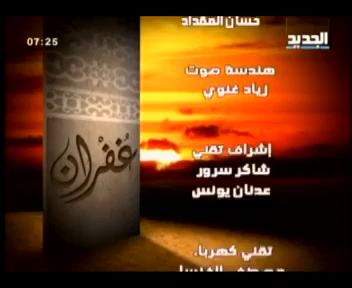 حسان المقداد
الجديد
07:25
هندسة صوت
زياد غنوي
غفران
إشراف تقني
شاكر سرور
عدنان يونس
تقني كهرباء